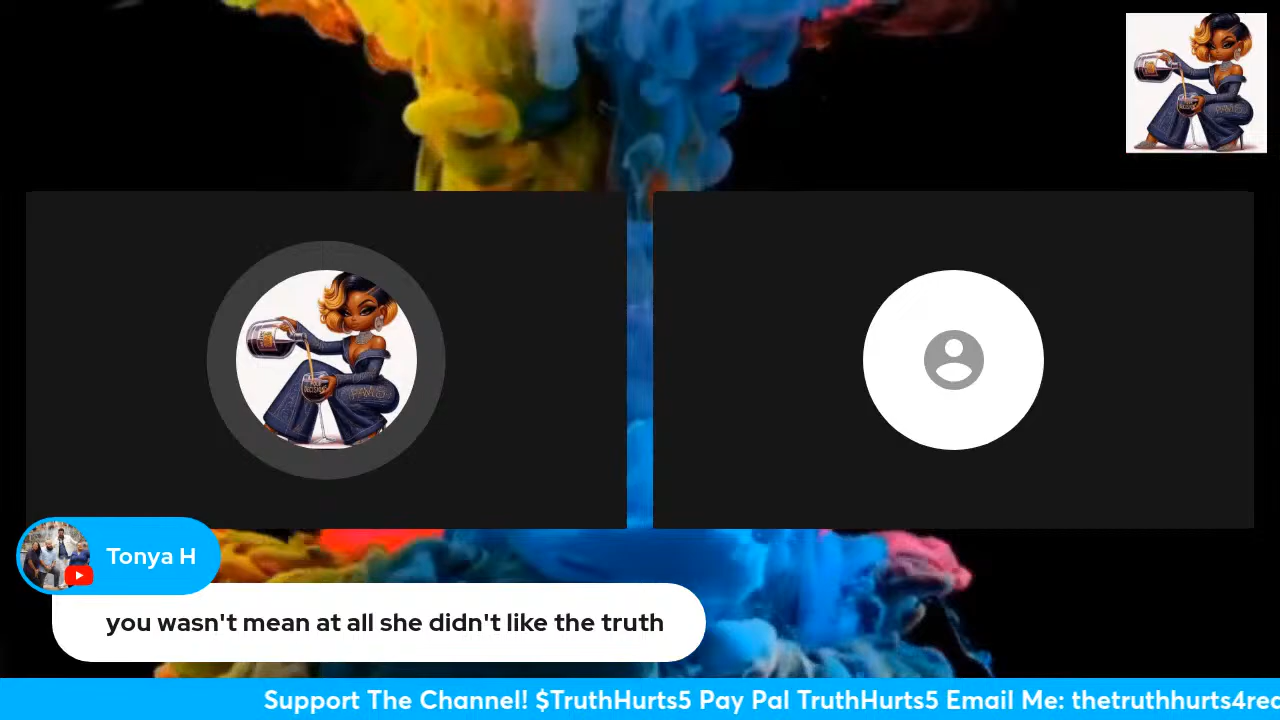 Tonya H
you wasn't mean at all she didn't like the truth
Support The Channel! $TruthHurts5 Pay Pal TruthHurts5 Email Me: thetruthhurts4rec